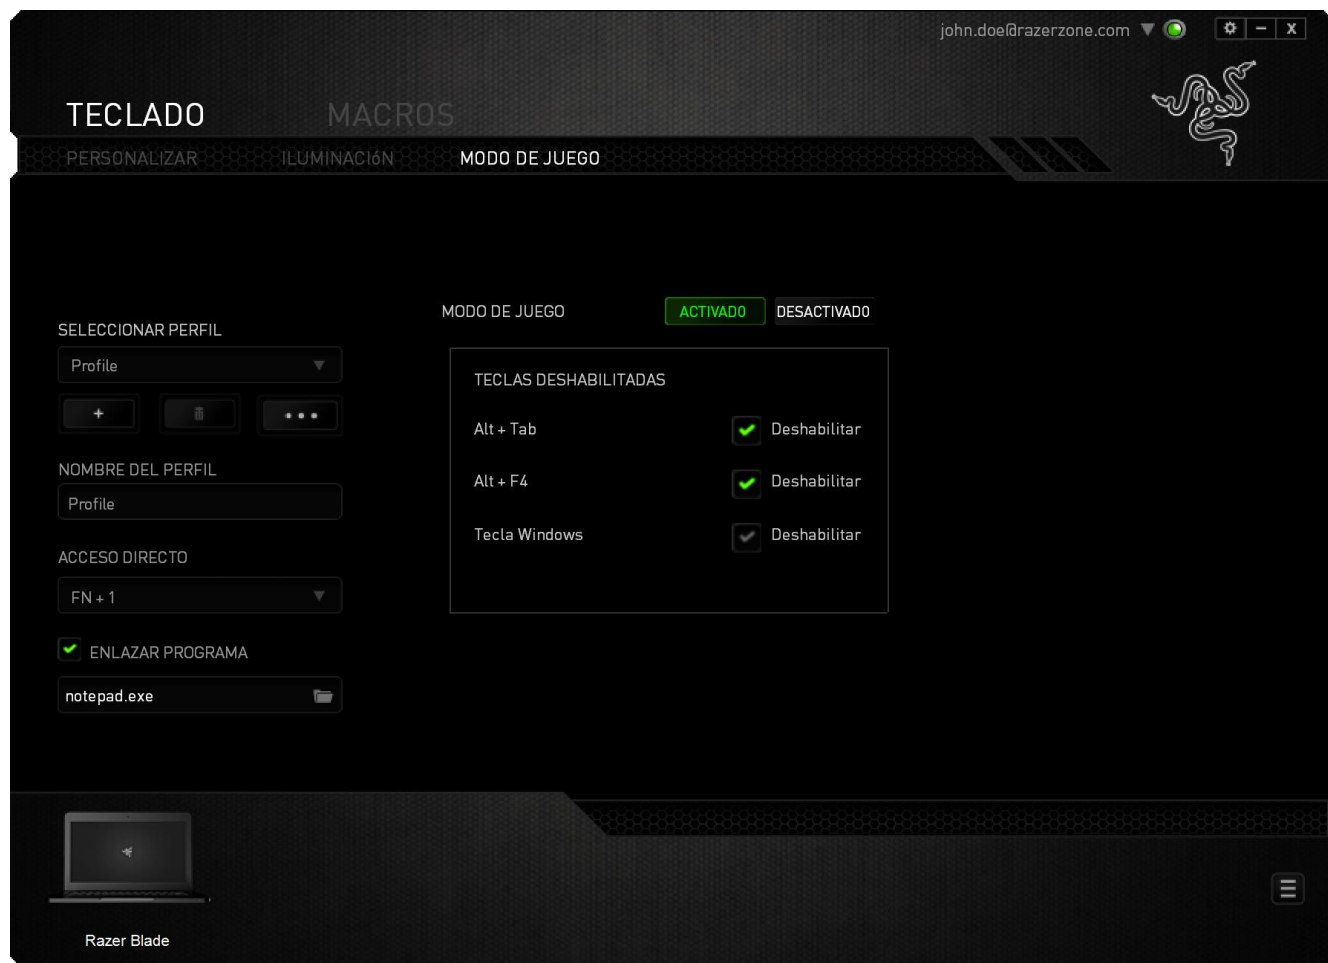 john.doe@razerzone.com
X
TECLADO
MACROS
PERSONALIZAR
ILUMINACIóN
MODO DE JUEGO
SELECCIONAR PERFIL
Profile
NOMBRE DEL PERFIL
Profile
ACCESO DIRECTO
FN + 1
ENLAZAR PROGRAMA
notepad.exe
MODO DE JUEGO
ACTIVADO
DESACTIVADO
TECLAS DESHABILITADAS
Alt + Tab
Deshabilitar
Alt + F4
Deshabilitar
Tecla Windows
Deshabilitar
Razer Blade